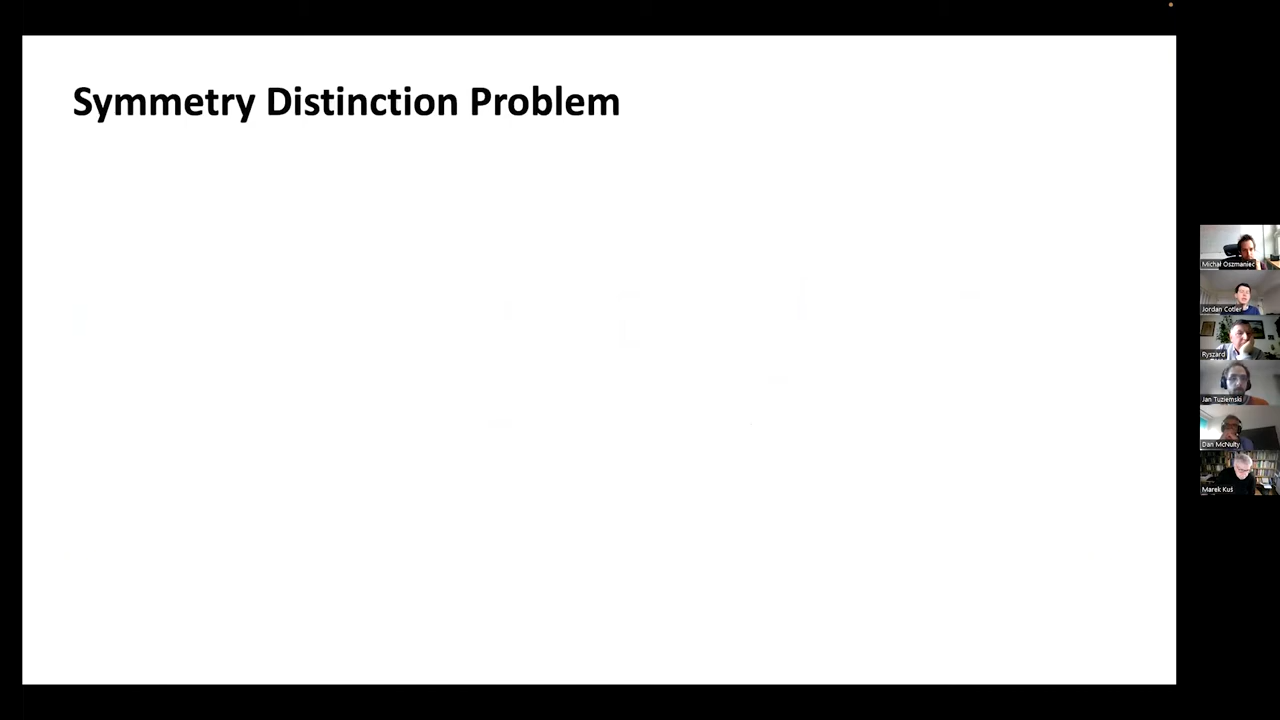 Symmetry Distinction Problem
Michał Oszmaniec
Jordan Cotler
Ryszard
Jan Tuziemski
Dan McNulty
Marek Kuś